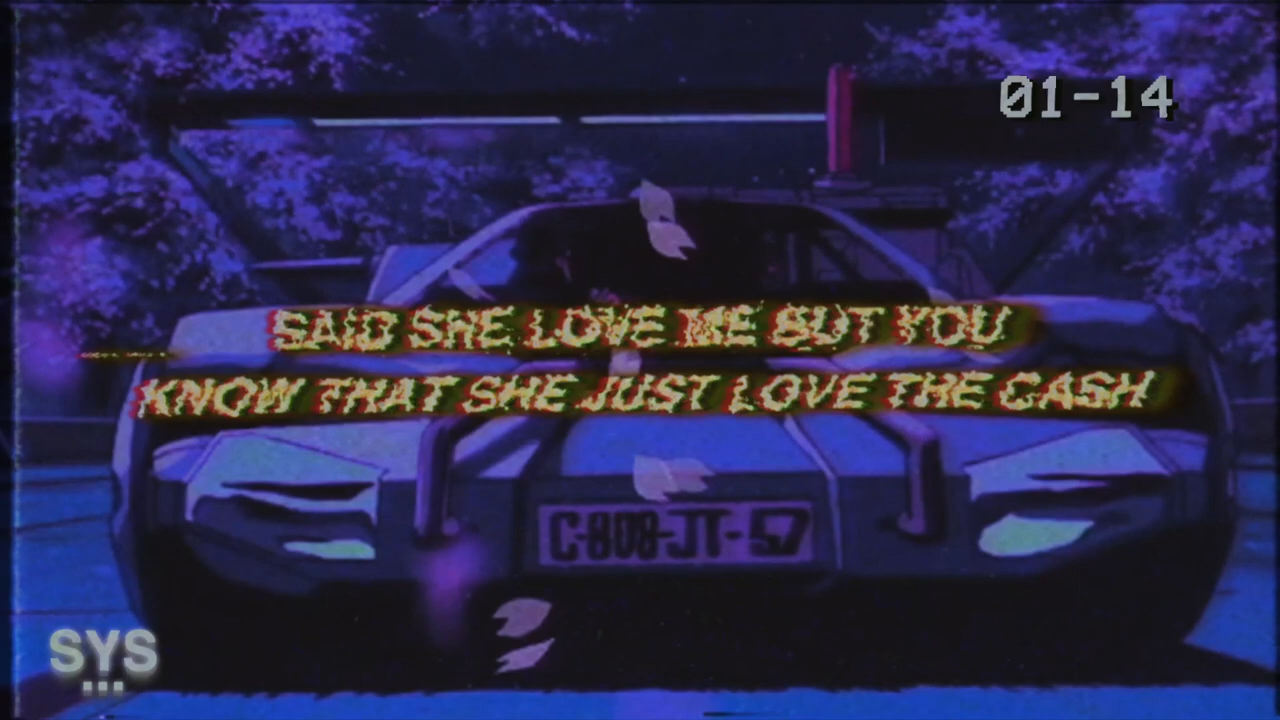 01-14
SAID SHE LOVE ME BUT YOU
KNOW THAT SHE JUST LOVE THE CASH
C-808-JT-57
SYS